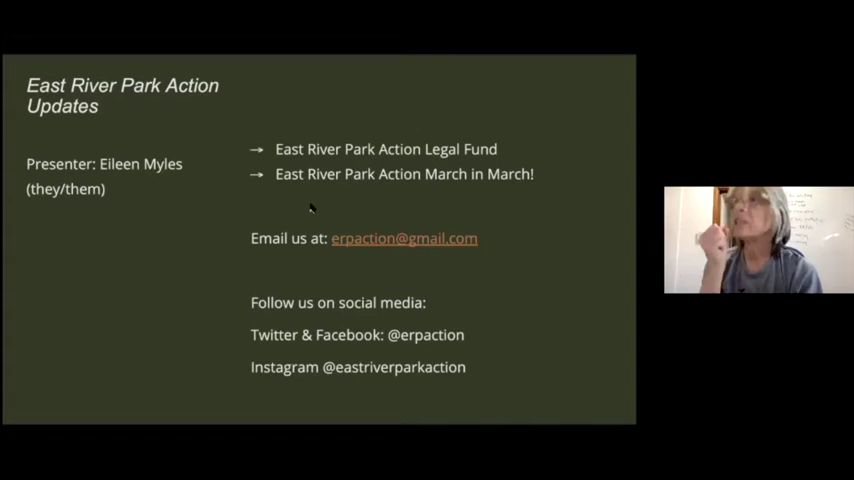 East River Park Action
Updates
Presenter: Eileen Myles
(they/them)
→ East River Park Action Legal Fund
→ East River Park Action March in March!
Email us at: erpaction@gmail.com
Follow us on social media:
Twitter & Facebook: @erpaction
Instagram @eastriverparkaction